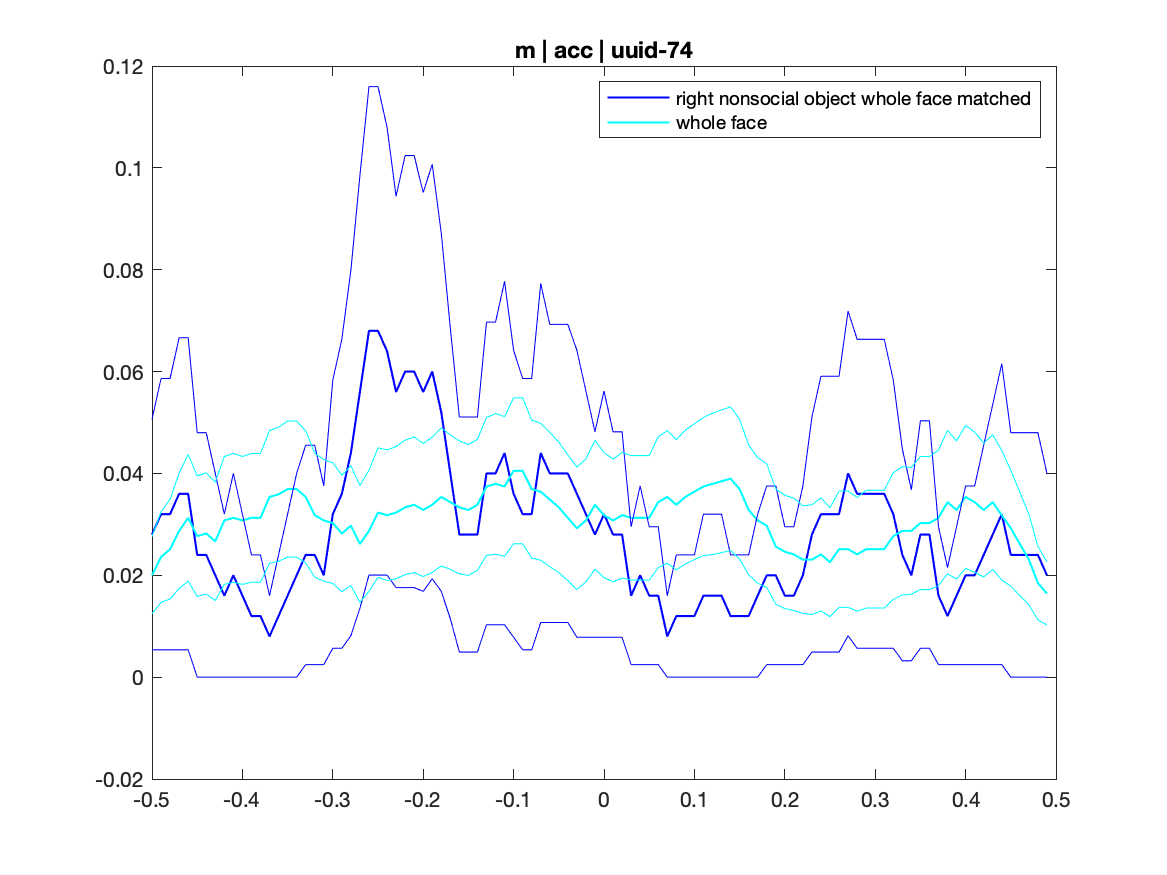 m | acc | uuid-74
right nonsocial object whole face matched
whole face
0.12
0.1
0.08
0.06
0.04
0.02
0
-0.02
-0.5 -0.4 -0.3 -0.2 -0.1 0 0.1 0.2 0.3 0.4 0.5